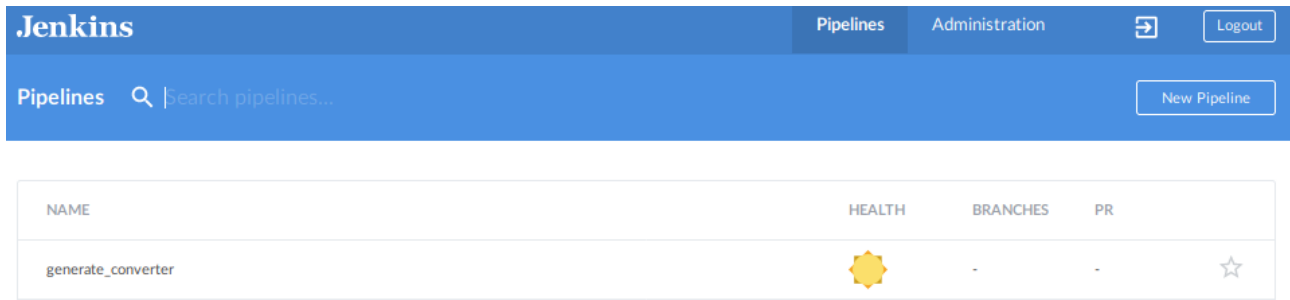 Jenkins Pipelines Administration Logout
Pipelines Search pipelines... New Pipeline
NAME HEALTH BRANCHES PR
generate_converter - -